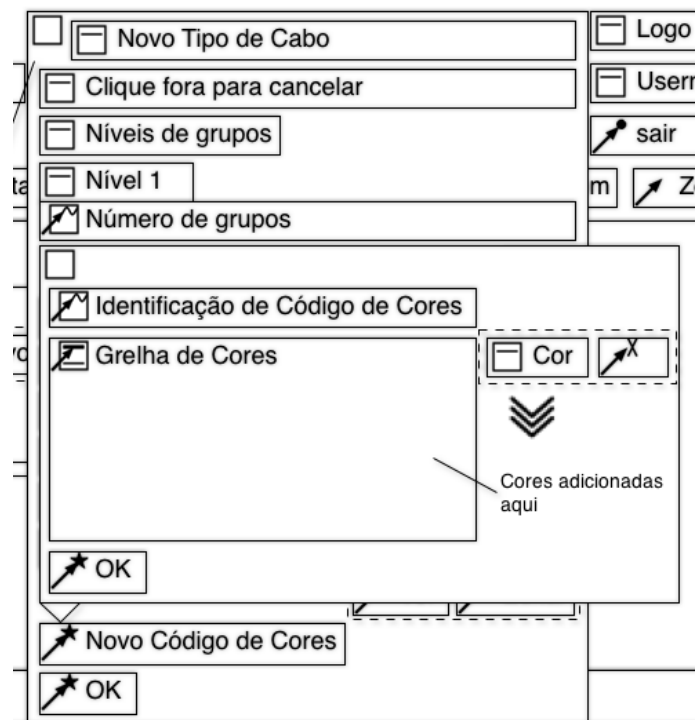 Novo Tipo de Cabo
Logo
Clique fora para cancelar
Níveis de grupos
sair
Nível 1
Número de grupos
Identificação de Código de Cores
Grelha de Cores
Cor
X
Cores adicionadas
aqui
OK
Novo Código de Cores
OK